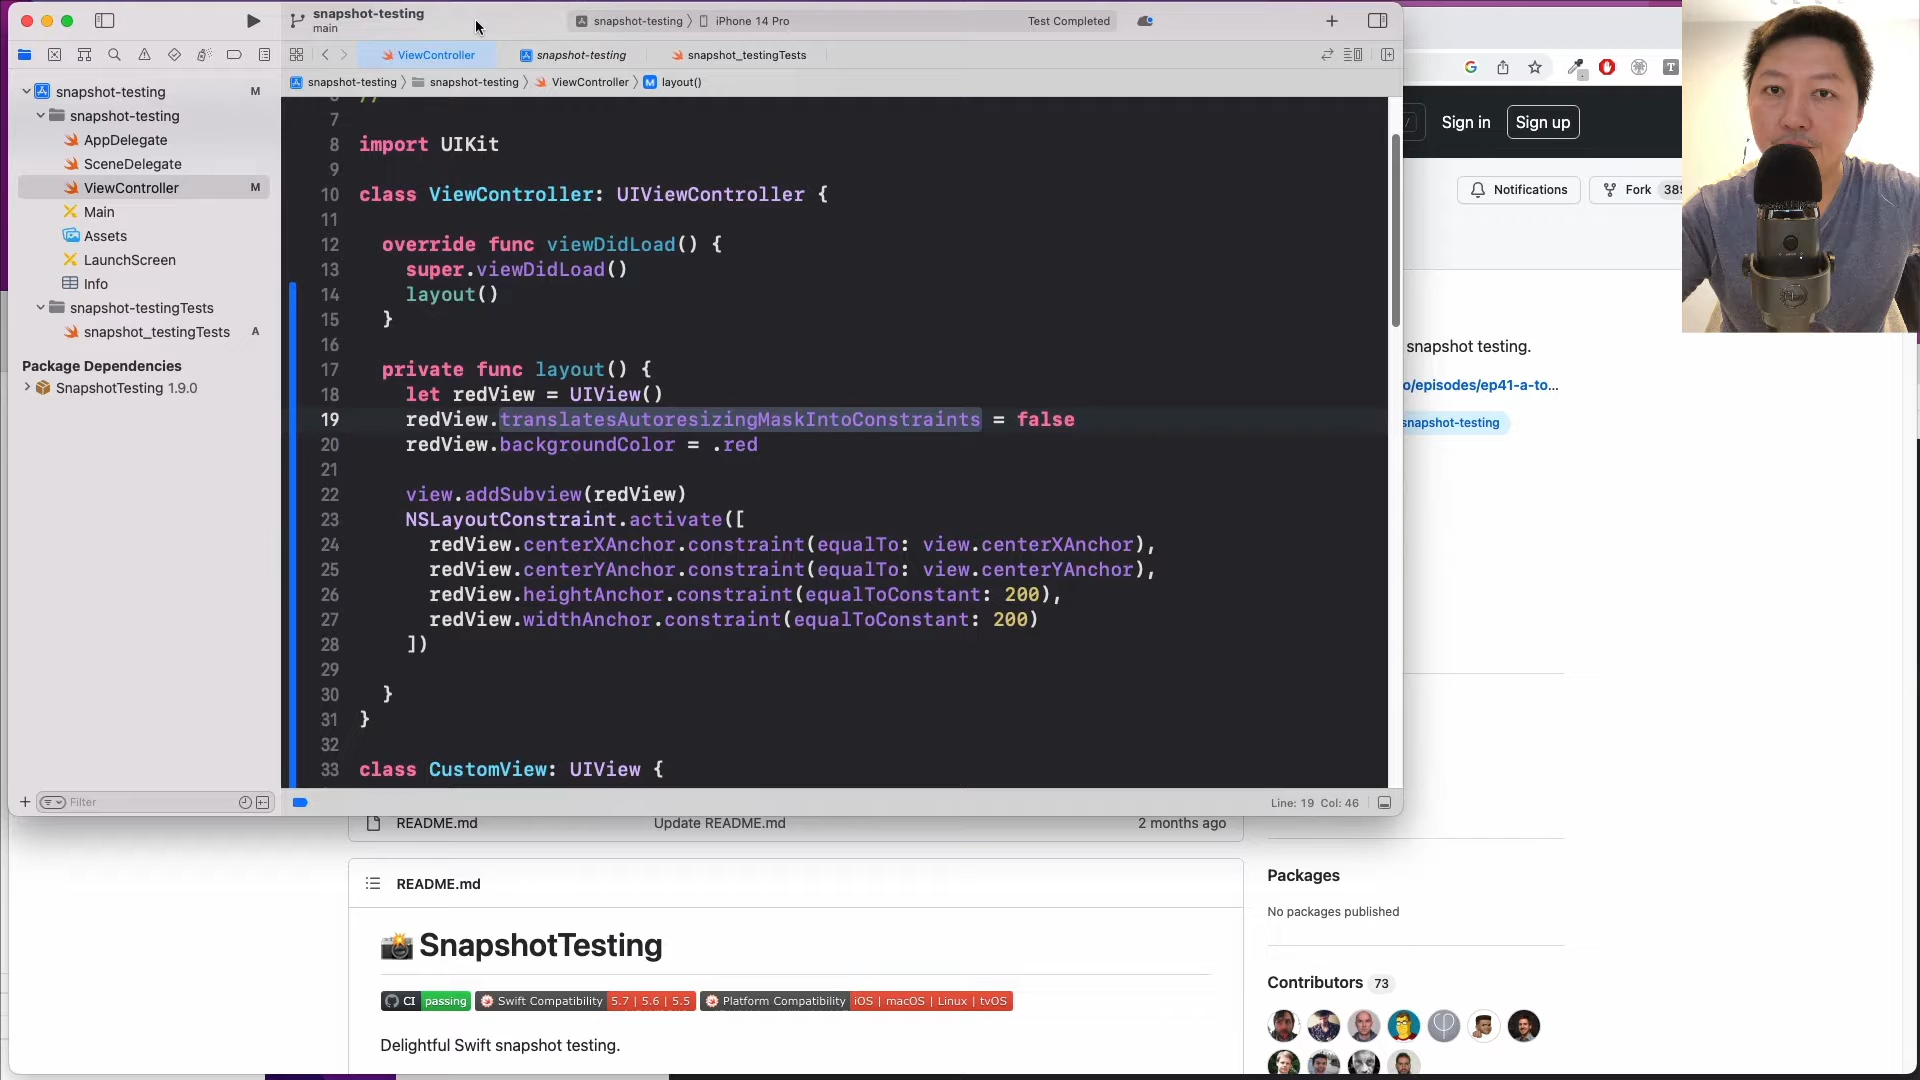 snapshot-testing
main
snapshot-testing
iPhone 14 Pro
Test Completed
ViewController
snapshot-testing
snapshot_testingTests
snapshot-testing
snapshot-testing
ViewController
M
layout()
snapshot-testing
M
snapshot-testing
AppDelegate
SceneDelegate
ViewController
M
Main
Assets
LaunchScreen
Info
snapshot-testingTests
snapshot_testingTests
A
Package Dependencies
SnapshotTesting 1.9.0
Filter
7
8 import UIKit
9
10 class ViewController: UIViewController {
11
12 override func viewDidLoad() {
13 super.viewDidLoad()
14 layout()
15 }
16
17 private func layout() {
18 let redView = UIView()
19 redView.translatesAutoresizingMaskIntoConstraints = false
20 redView.backgroundColor = .red
21
22 view.addSubview(redView)
23 NSLayoutConstraint.activate([
24 redView.centerXAnchor.constraint(equalTo: view.centerXAnchor),
25 redView.centerYAnchor.constraint(equalTo: view.centerYAnchor),
26 redView.heightAnchor.constraint(equalToConstant: 200),
27 redView.widthAnchor.constraint(equalToConstant: 200)
28 ])
29
30 }
31 }
32
33 class CustomView: UIView {
Line: 19 Col: 46
T
/
Sign in
Sign up
Notifications
Fork
snapshot testing.
o/episodes/ep41-a-to...
snapshot-testing
README.md
Update README.md
2 months ago
README.md
📸 SnapshotTesting
CI passing
Swift Compatibility 5.7 | 5.6 | 5.5
Platform Compatibility iOS | macOS | Linux | tvOS
Delightful Swift snapshot testing.
Packages
No packages published
Contributors 73